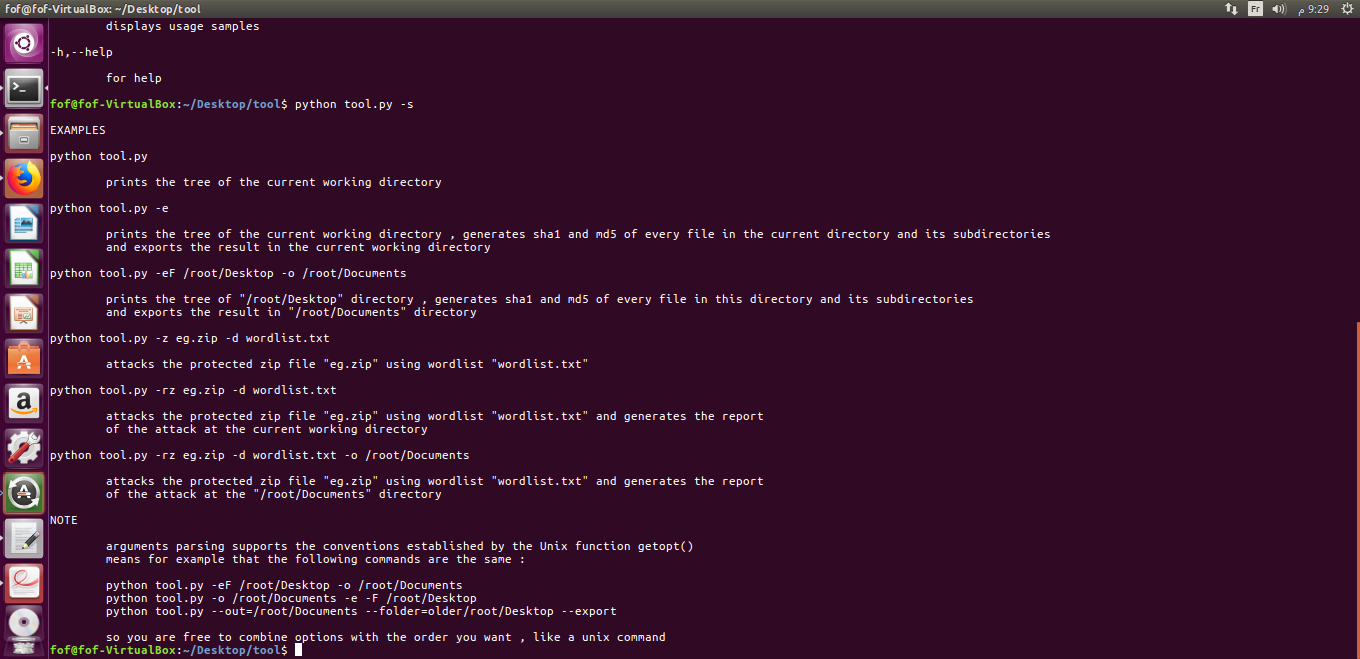 fof@fof-VirtualBox: ~/Desktop/tool
Fr
م 9:29
displays usage samples
-h,--help
for help
fof@fof-VirtualBox:~/Desktop/tool$ python tool.py -s
EXAMPLES
python tool.py
prints the tree of the current working directory
python tool.py -e
prints the tree of the current working directory , generates sha1 and md5 of every file in the current directory and its subdirectories
and exports the result in the current working directory
python tool.py -eF /root/Desktop -o /root/Documents
prints the tree of "/root/Desktop" directory , generates sha1 and md5 of every file in this directory and its subdirectories
and exports the result in "/root/Documents" directory
python tool.py -z eg.zip -d wordlist.txt
attacks the protected zip file "eg.zip" using wordlist "wordlist.txt"
python tool.py -rz eg.zip -d wordlist.txt
attacks the protected zip file "eg.zip" using wordlist "wordlist.txt" and generates the report
of the attack at the current working directory
python tool.py -rz eg.zip -d wordlist.txt -o /root/Documents
attacks the protected zip file "eg.zip" using wordlist "wordlist.txt" and generates the report
of the attack at the "/root/Documents" directory
NOTE
arguments parsing supports the conventions established by the Unix function getopt()
means for example that the following commands are the same :
python tool.py -eF /root/Desktop -o /root/Documents
python tool.py -o /root/Documents -e -F /root/Desktop
python tool.py --out=/root/Documents --folder=older/root/Desktop --export
so you are free to combine options with the order you want , like a unix command
fof@fof-VirtualBox:~/Desktop/tool$